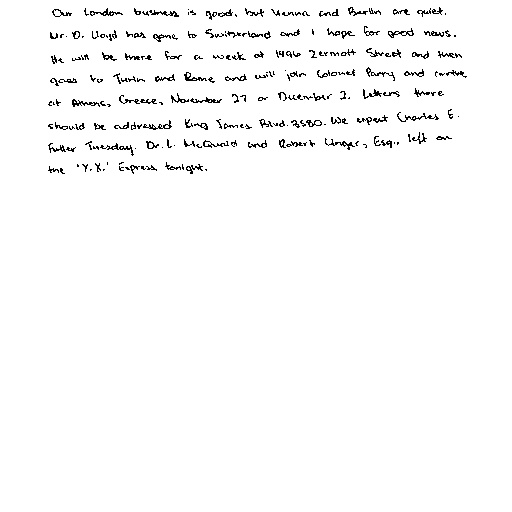 Our London business is good, but Vienna and Berlin are quiet.
Mr. D. Lloyd has gone to Switzerland and I hope for good news.
He will be there for a week at 1496 Zermott Street and then
goes to Turin and Rome and will join Colonel Parry and arrive
at Athens, Greece, November 27 or December 2. Letters there
should be addressed King James Blvd. 3580. We expect Charles E.
Fuller Tuesday. Dr. L. McQuaid and Robert Unger, Esq., left on
the 'Y.X.' Express tonight.